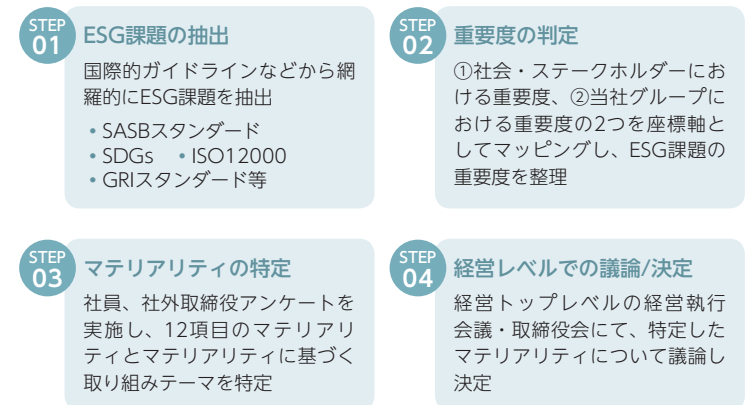 STEP
01
ESG課題の抽出
国際的ガイドラインなどから網
羅的にESG課題を抽出
・SASBスタンダード
・SDGs ・ISO12000
・GRIスタンダード等
STEP
02
重要度の判定
①社会・ステークホルダーにお
ける重要度、②当社グループに
おける重要度の2つを座標軸と
してマッピングし、ESG課題の
重要度を整理
STEP
03
マテリアリティの特定
社員、社外取締役アンケートを
実施し、12項目のマテリアリ
ティとマテリアリティに基づく
取り組みテーマを特定
STEP
04
経営レベルでの議論/決定
経営トップレベルの経営執行
会議・取締役会にて、特定した
マテリアリティについて議論し
決定